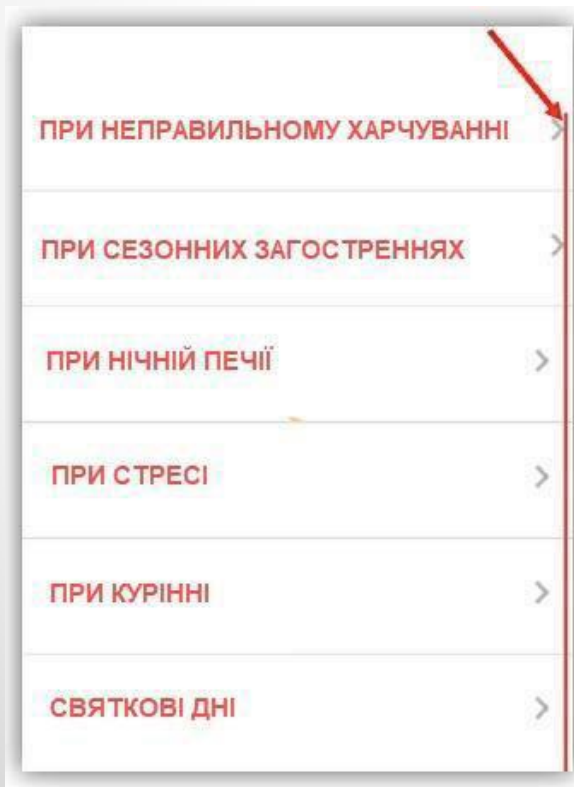 ПРИ НЕПРАВИЛЬНОМУ ХАРЧУВАННІ
ПРИ СЕЗОННИХ ЗАГОСТРЕННЯХ
ПРИ НІЧНІЙ ПЕЧІЇ
ПРИ СТРЕСІ
ПРИ КУРІННІ
СВЯТКОВІ ДНІ